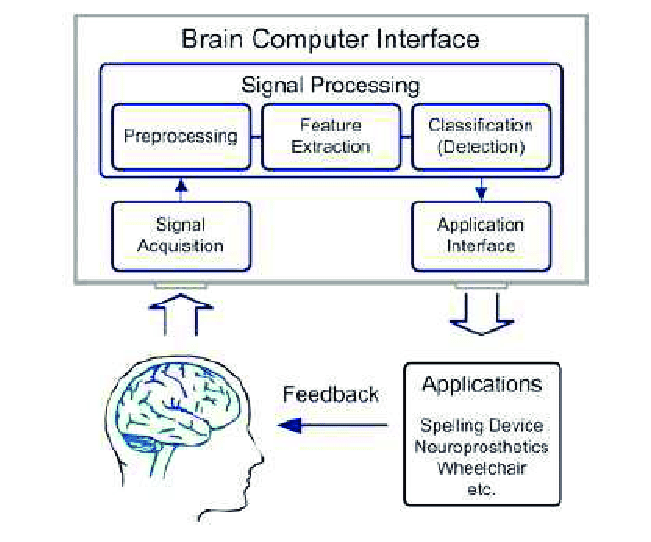 Brain Computer Interface
Signal Processing
Preprocessing
Feature
Extraction
Classification
(Detection)
Signal
Acquisition
Application
Interface
Feedback
Applications
Spelling Device
Neuroprosthetics
Wheelchair
etc.